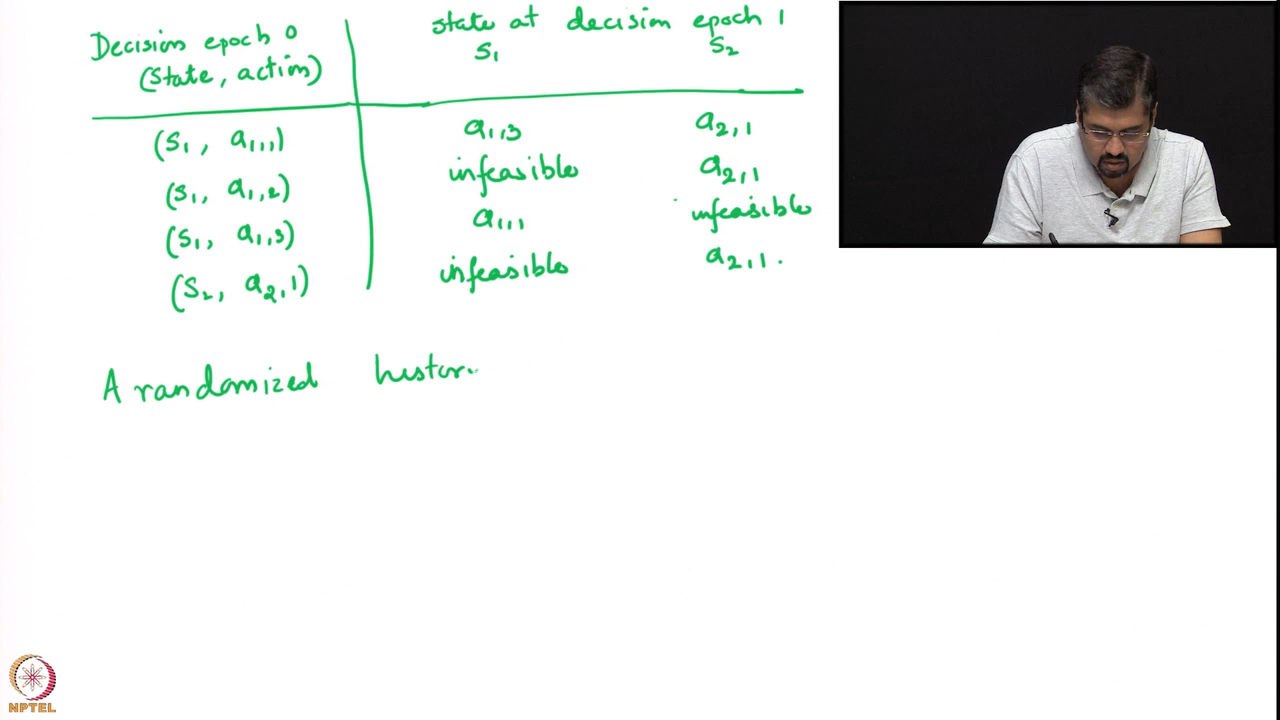 Decision epoch 0
(state, action)
state at decision epoch 1
s₁ s₂
(s₁, a₁,₁) a₁,₃ a₂,₁
(s₁, a₁,₂) infeasible a₂,₁
(s₁, a₁,₃) a₁,₁ infeasible
(s₂, a₂,₁) infeasible a₂,₁.
A randomized histor
NPTEL